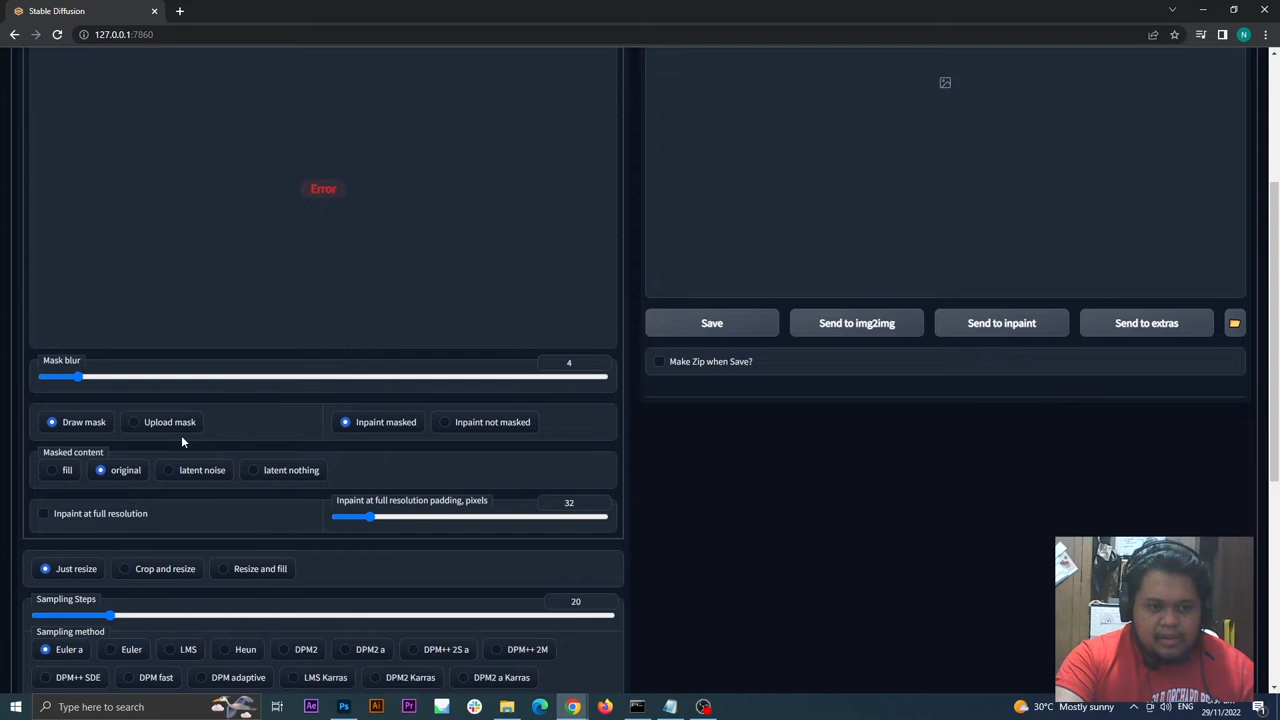 Stable Diffusion
127.0.0.1:7860
N
Error
Save
Send to img2img
Send to inpaint
Send to extras
Mask blur
4
Make Zip when Save?
Draw mask
Upload mask
Inpaint masked
Inpaint not masked
Masked content
fill
original
latent noise
latent nothing
Inpaint at full resolution
Inpaint at full resolution padding, pixels
32
Just resize
Crop and resize
Resize and fill
Sampling Steps
20
Sampling method
Euler a
Euler
LMS
Heun
DPM2
DPM2 a
DPM++ 2S a
DPM++ 2M
DPM++ SDE
DPM fast
DPM adaptive
LMS Karras
DPM2 Karras
DPM2 a Karras
Type here to search
Ae
Ps
Ai
Pr
30°C Mostly sunny
ENG
29/11/2022